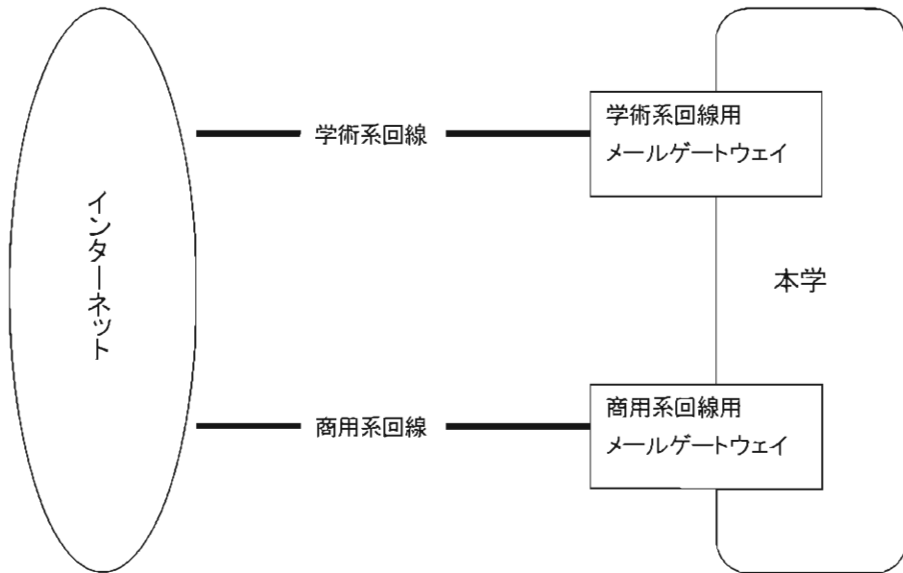 インターネット
学術系回線
学術系回線用
メールゲートウェイ
本学
商用系回線
商用系回線用
メールゲートウェイ